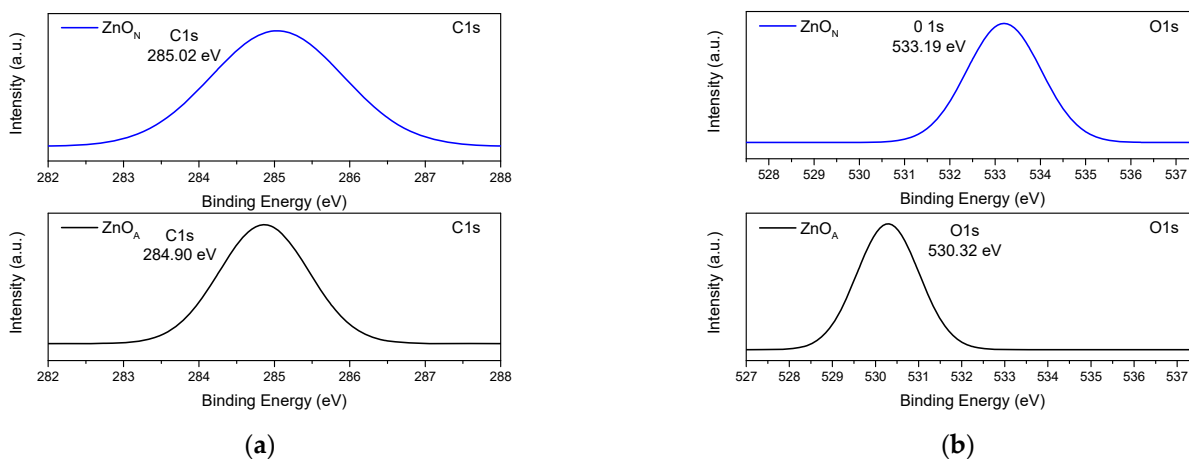 ZnO_N
C1s
285.02 eV
C1s
Intensity (a.u.)
282 283 284 285 286 287 288
Binding Energy (eV)
ZnO_A
C1s
284.90 eV
C1s
Intensity (a.u.)
282 283 284 285 286 287 288
Binding Energy (eV)
(a)
ZnO_N
0 1s
533.19 eV
O1s
Intensity (a.u.)
528 529 530 531 532 533 534 535 536 537
Binding Energy (eV)
ZnO_A
O1s
530.32 eV
O1s
Intensity (a.u.)
527 528 529 530 531 532 533 534 535 536 537
Binding Energy (eV)
(b)